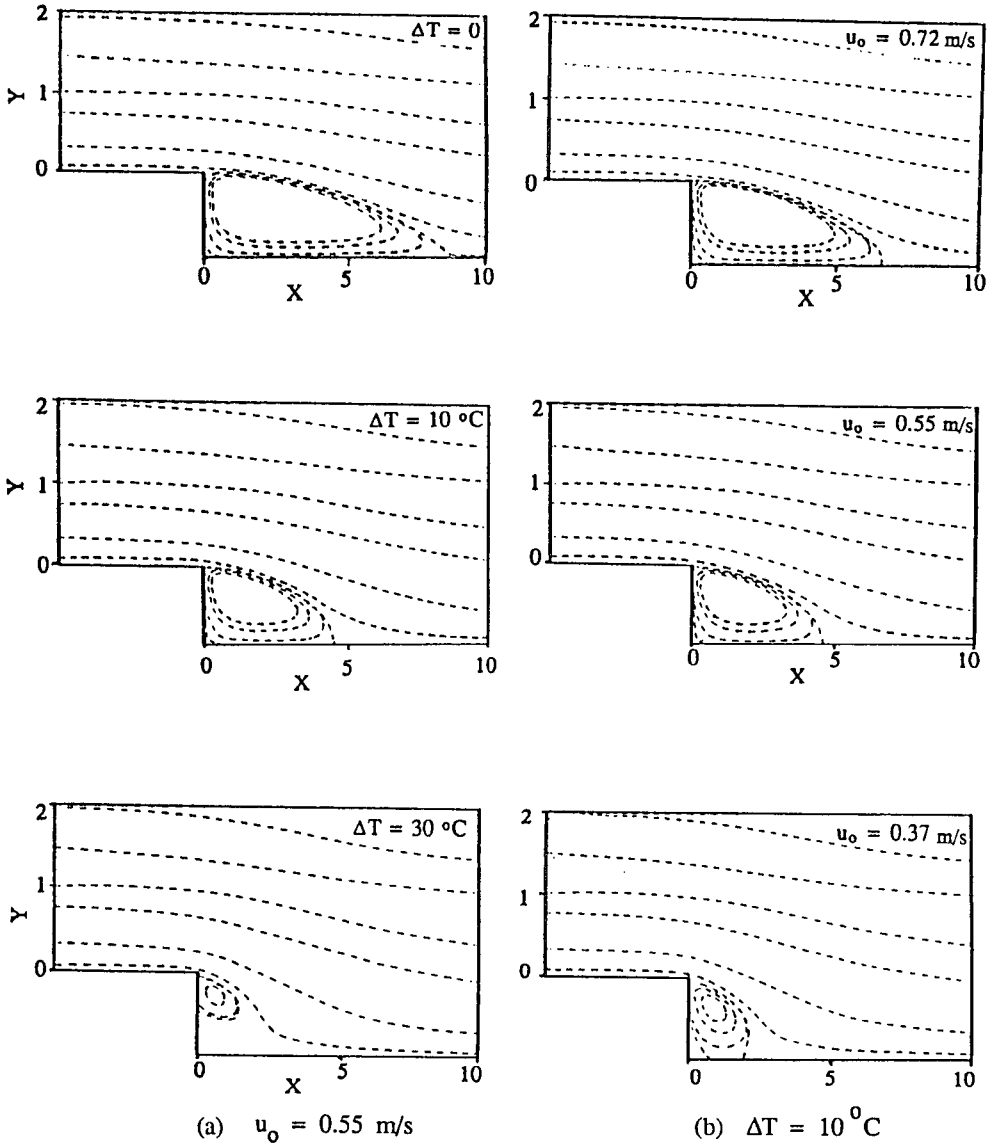 2
ΔT = 0
Y
1
0
0
5
10
X
2
u₀ = 0.72 m/s
1
0
0
5
10
X
2
ΔT = 10 °C
Y
1
0
0
5
10
X
2
u₀ = 0.55 m/s
1
0
0
5
10
X
2
ΔT = 30 °C
Y
1
0
0
5
10
X
2
u₀ = 0.37 m/s
1
0
0
5
10
X
(a) u₀ = 0.55 m/s
(b) ΔT = 10 °C